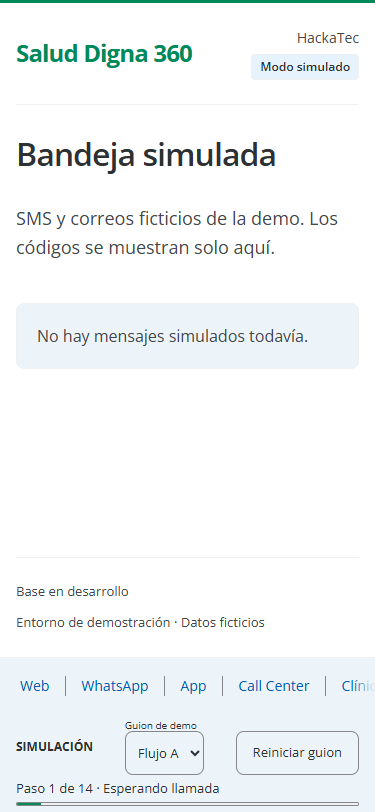 Salud Digna 360
HackaTec
Modo simulado
Bandeja simulada
SMS y correos ficticios de la demo. Los
códigos se muestran solo aquí.
No hay mensajes simulados todavía.
Base en desarrollo
Entorno de demostración · Datos ficticios
Web
WhatsApp
App
Call Center
SIMULACIÓN
Guion de demo
Flujo A
Reiniciar guion
Paso 1 de 14 · Esperando llamada